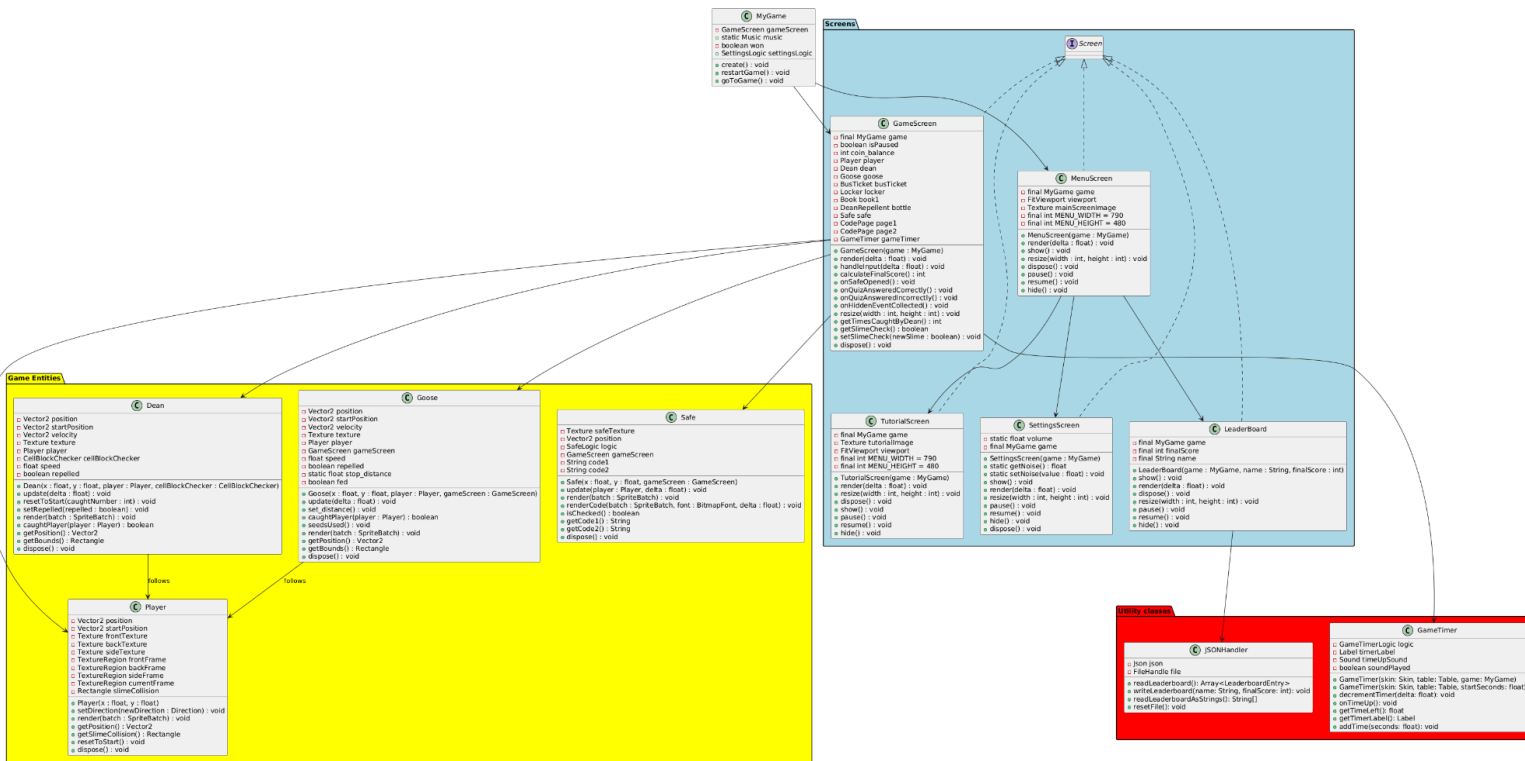 C MyGame
GameScreen gameScreen
static Music music
boolean won
SettingsLogic settingsLogic
create() : void
restartGame() : void
goToGame() : void
Screens
I Screen
C GameScreen
final MyGame game
boolean isPaused
int coin_balance
Player player
Dean dean
Goose goose
BusTicket busTicket
Locker locker
Book book1
DeanRepellent bottle
Safe safe
CodePage page1
CodePage page2
GameTimer gameTimer
GameScreen(game : MyGame)
render(delta : float) : void
handleInput(delta : float) : void
calculateFinalScore() : int
onSafeOpened() : void
onQuizAnsweredCorrectly() : void
onQuizAnsweredIncorrectly() : void
onHiddenEventCollected() : void
resize(width : int, height : int) : void
getTimesCaughtByDean() : int
getSlimeCheck() : boolean
setSlimeCheck(newSlime : boolean) : void
dispose() : void
C MenuScreen
final MyGame game
FitViewport viewport
Texture mainScreenImage
final int MENU_WIDTH = 790
final int MENU_HEIGHT = 480
MenuScreen(game : MyGame)
render(delta : float) : void
show() : void
resize(width : int, height : int) : void
dispose() : void
pause() : void
resume() : void
hide() : void
Game Entities
C Dean
Vector2 position
Vector2 startPosition
Vector2 velocity
Texture texture
Player player
CellBlockChecker cellBlockChecker
float speed
boolean repelled
Dean(x : float, y : float, player : Player, cellBlockChecker : CellBlockChecker)
update(delta : float) : void
resetToStart(caughtNumber : int) : void
setRepelled(repelled : boolean) : void
render(batch : SpriteBatch) : void
caughtPlayer(player : Player) : boolean
getPosition() : Vector2
getBounds() : Rectangle
dispose() : void
C Goose
Vector2 position
Vector2 startPosition
Vector2 velocity
Texture texture
Player player
GameScreen gameScreen
float speed
boolean repelled
static float stop_distance
boolean fed
Goose(x : float, y : float, player : Player, gameScreen : GameScreen)
update(delta : float) : void
set_distance() : void
caughtPlayer(player : Player) : boolean
seedsUsed() : void
render(batch : SpriteBatch) : void
getPosition() : Vector2
getBounds() : Rectangle
dispose() : void
C Safe
Texture safeTexture
Vector2 position
SafeLogic logic
GameScreen gameScreen
String code1
String code2
Safe(x : float, y : float, gameScreen : GameScreen)
update(player : Player, delta : float) : void
render(batch : SpriteBatch) : void
renderCode(batch : SpriteBatch, font : BitmapFont, delta : float) : void
isChecked() : boolean
getCode1() : String
getCode2() : String
dispose() : void
C TutorialScreen
final MyGame game
Texture tutorialImage
FitViewport viewport
final int MENU_WIDTH = 790
final int MENU_HEIGHT = 480
TutorialScreen(game : MyGame)
render(delta : float) : void
resize(width : int, height : int) : void
dispose() : void
show() : void
pause() : void
resume() : void
hide() : void
C SettingsScreen
static float volume
final MyGame game
SettingsScreen(game : MyGame)
static getNoise() : float
static setNoise(value : float) : void
show() : void
render(delta : float) : void
resize(width : int, height : int) : void
pause() : void
resume() : void
hide() : void
dispose() : void
C LeaderBoard
final MyGame game
final int finalScore
final String name
LeaderBoard(game : MyGame, name : String, finalScore : int)
show() : void
render(delta : float) : void
dispose() : void
resize(width : int, height : int) : void
pause() : void
resume() : void
hide() : void
follows
follows
C Player
Vector2 position
Vector2 startPosition
Texture frontTexture
Texture backTexture
Texture sideTexture
TextureRegion frontFrame
TextureRegion backFrame
TextureRegion sideFrame
TextureRegion currentFrame
Rectangle slimeCollision
Player(x : float, y : float)
setDirection(newDirection : Direction) : void
render(batch : SpriteBatch) : void
getPosition() : Vector2
getSlimeCollision() : Rectangle
resetToStart() : void
dispose() : void
Utility classes
C JSONHandler
Json json
FileHandle file
readLeaderboard(): Array<LeaderboardEntry>
writeLeaderboard(name: String, finalScore: int): void
readLeaderboardAsStrings(): String[]
resetFile(): void
C GameTimer
GameTimerLogic logic
Label timerLabel
Sound timeUpSound
boolean soundPlayed
GameTimer(skin: Skin, table: Table, game: MyGame)
GameTimer(skin: Skin, table: Table, startSeconds: float)
decrementTimer(delta: float): void
onTimeUp(): void
getTimeLeft(): float
getTimerLabel(): Label
addTime(seconds: float): void